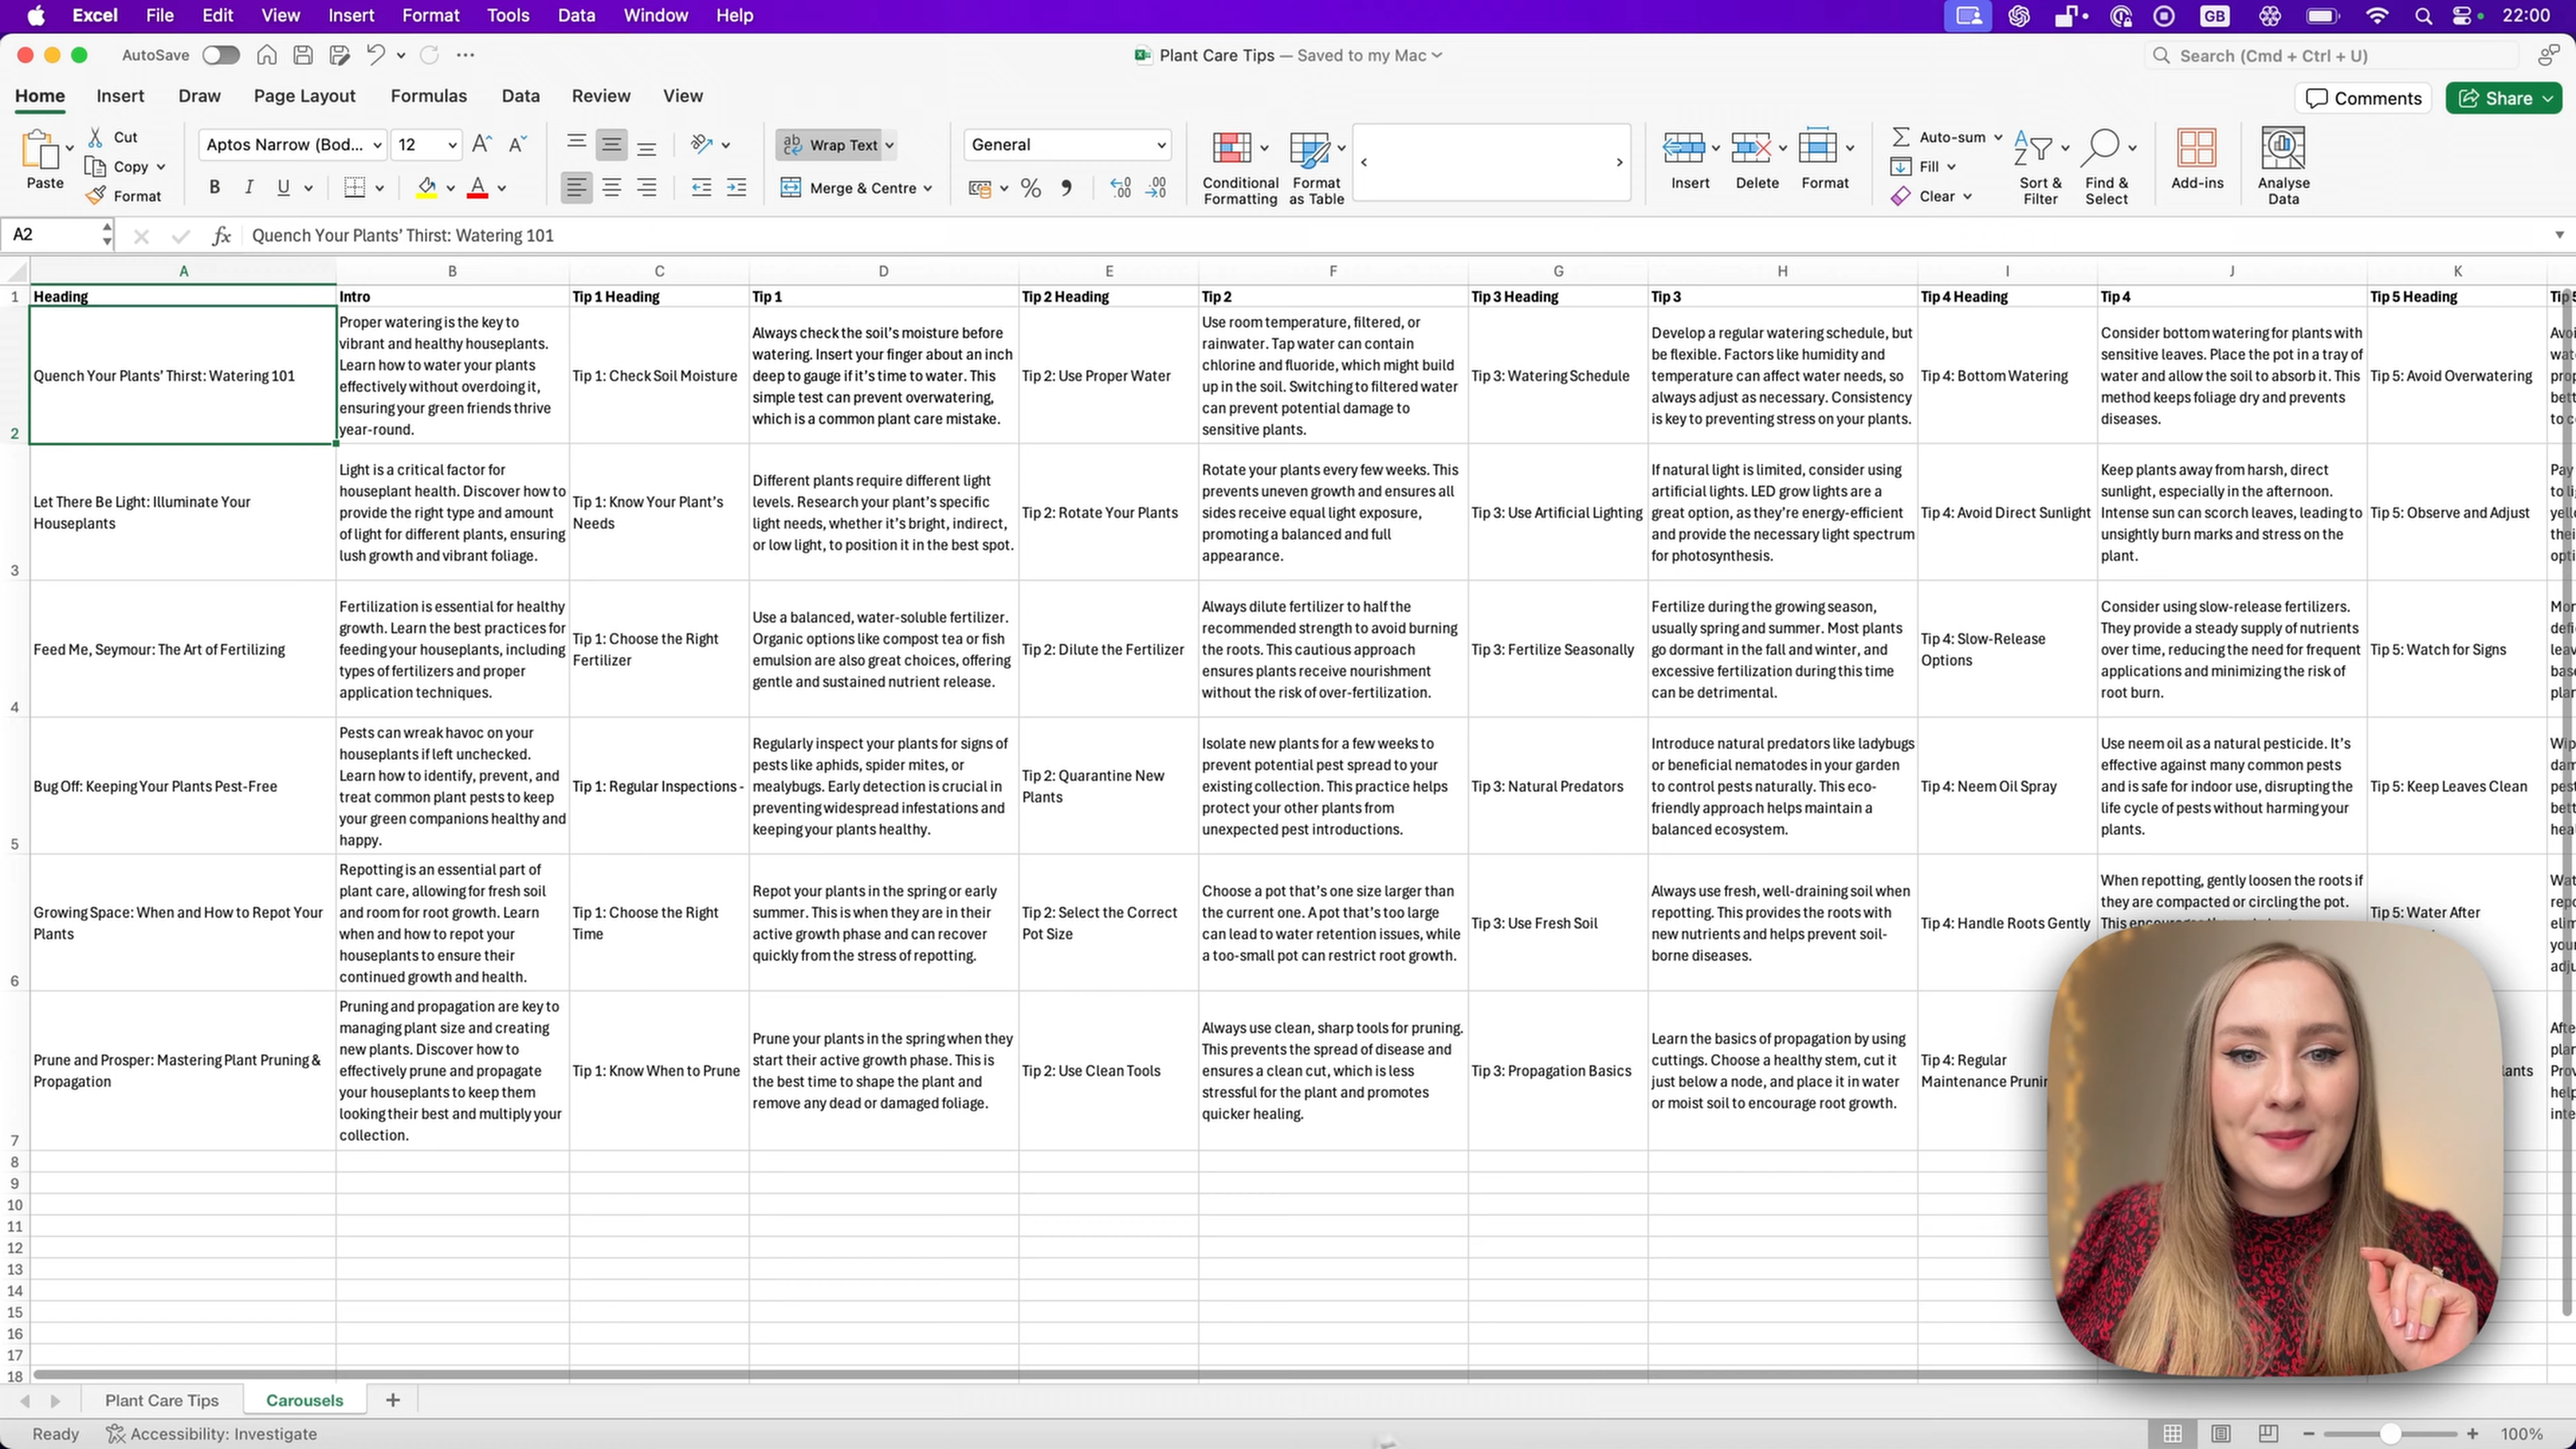 Excel File Edit View Insert Format Tools Data Window Help GB 22:00
AutoSave Plant Care Tips — Saved to my Mac Search (Cmd + Ctrl + U)
Home Insert Draw Page Layout Formulas Data Review View Comments Share
Paste Cut Copy Format
Aptos Narrow (Bod... 12
B I U
Wrap Text
Merge & Centre
General
Conditional Formatting
Format as Table
Insert Delete Format
Auto-sum
Fill
Clear
Sort & Filter
Find & Select
Add-ins
Analyse Data
A2 fx Quench Your Plants’ Thirst: Watering 101
A B C D E F G H I J K
1 Heading Intro Tip 1 Heading Tip 1 Tip 2 Heading Tip 2 Tip 3 Heading Tip 3 Tip 4 Heading Tip 4 Tip 5 Heading
2
Quench Your Plants’ Thirst: Watering 101
Proper watering is the key to
vibrant and healthy houseplants.
Learn how to water your plants
effectively without overdoing it,
ensuring your green friends thrive
year-round.
Tip 1: Check Soil Moisture
Always check the soil’s moisture before
watering. Insert your finger about an inch
deep to gauge if it’s time to water. This
simple test can prevent overwatering,
which is a common plant care mistake.
Tip 2: Use Proper Water
Use room temperature, filtered, or
rainwater. Tap water can contain
chlorine and fluoride, which might build
up in the soil. Switching to filtered water
can prevent potential damage to
sensitive plants.
Tip 3: Watering Schedule
Develop a regular watering schedule, but
be flexible. Factors like humidity and
temperature can affect water needs, so
always adjust as necessary. Consistency
is key to preventing stress on your plants.
Tip 4: Bottom Watering
Consider bottom watering for plants with
sensitive leaves. Place the pot in a tray of
water and allow the soil to absorb it. This
method keeps foliage dry and prevents
diseases.
Tip 5: Avoid Overwatering
3
Let There Be Light: Illuminate Your
Houseplants
Light is a critical factor for
houseplant health. Discover how to
provide the right type and amount
of light for different plants, ensuring
lush growth and vibrant foliage.
Tip 1: Know Your Plant’s
Needs
Different plants require different light
levels. Research your plant’s specific
light needs, whether it’s bright, indirect,
or low light, to position it in the best spot.
Tip 2: Rotate Your Plants
Rotate your plants every few weeks. This
prevents uneven growth and ensures all
sides receive equal light exposure,
promoting a balanced and full
appearance.
Tip 3: Use Artificial Lighting
If natural light is limited, consider using
artificial lights. LED grow lights are a
great option, as they’re energy-efficient
and provide the necessary light spectrum
for photosynthesis.
Tip 4: Avoid Direct Sunlight
Keep plants away from harsh, direct
sunlight, especially in the afternoon.
Intense sun can scorch leaves, leading to
unsightly burn marks and stress on the
plant.
Tip 5: Observe and Adjust
4
Feed Me, Seymour: The Art of Fertilizing
Fertilization is essential for healthy
growth. Learn the best practices for
feeding your houseplants, including
types of fertilizers and proper
application techniques.
Tip 1: Choose the Right
Fertilizer
Use a balanced, water-soluble fertilizer.
Organic options like compost tea or fish
emulsion are also great choices, offering
gentle and sustained nutrient release.
Tip 2: Dilute the Fertilizer
Always dilute fertilizer to half the
recommended strength to avoid burning
the roots. This cautious approach
ensures plants receive nourishment
without the risk of over-fertilization.
Tip 3: Fertilize Seasonally
Fertilize during the growing season,
usually spring and summer. Most plants
go dormant in the fall and winter, and
excessive fertilization during this time
can be detrimental.
Tip 4: Slow-Release
Options
Consider using slow-release fertilizers.
They provide a steady supply of nutrients
over time, reducing the need for frequent
applications and minimizing the risk of
root burn.
Tip 5: Watch for Signs
5
Bug Off: Keeping Your Plants Pest-Free
Pests can wreak havoc on your
houseplants if left unchecked.
Learn how to identify, prevent, and
treat common plant pests to keep
your green companions healthy and
happy.
Tip 1: Regular Inspections -
Regularly inspect your plants for signs of
pests like aphids, spider mites, or
mealybugs. Early detection is crucial in
preventing widespread infestations and
keeping your plants healthy.
Tip 2: Quarantine New
Plants
Isolate new plants for a few weeks to
prevent potential pest spread to your
existing collection. This practice helps
protect your other plants from
unexpected pest introductions.
Tip 3: Natural Predators
Introduce natural predators like ladybugs
or beneficial nematodes in your garden
to control pests naturally. This eco-
friendly approach helps maintain a
balanced ecosystem.
Tip 4: Neem Oil Spray
Use neem oil as a natural pesticide. It’s
effective against many common pests
and is safe for indoor use, disrupting the
life cycle of pests without harming your
plants.
Tip 5: Keep Leaves Clean
6
Growing Space: When and How to Repot Your
Plants
Repotting is an essential part of
plant care, allowing for fresh soil
and room for root growth. Learn
when and how to repot your
houseplants to ensure their
continued growth and health.
Tip 1: Choose the Right
Time
Repot your plants in the spring or early
summer. This is when they are in their
active growth phase and can recover
quickly from the stress of repotting.
Tip 2: Select the Correct
Pot Size
Choose a pot that’s one size larger than
the current one. A pot that’s too large
can lead to water retention issues, while
a too-small pot can restrict root growth.
Tip 3: Use Fresh Soil
Always use fresh, well-draining soil when
repotting. This provides the roots with
new nutrients and helps prevent soil-
borne diseases.
Tip 4: Handle Roots Gently
When repotting, gently loosen the roots if
they are compacted or circling the pot.
This
Tip 5: Water After
7
Prune and Prosper: Mastering Plant Pruning &
Propagation
Pruning and propagation are key to
managing plant size and creating
new plants. Discover how to
effectively prune and propagate
your houseplants to keep them
looking their best and multiply your
collection.
Tip 1: Know When to Prune
Prune your plants in the spring when they
start their active growth phase. This is
the best time to shape the plant and
remove any dead or damaged foliage.
Tip 2: Use Clean Tools
Always use clean, sharp tools for pruning.
This prevents the spread of disease and
ensures a clean cut, which is less
stressful for the plant and promotes
quicker healing.
Tip 3: Propagation Basics
Learn the basics of propagation by using
cuttings. Choose a healthy stem, cut it
just below a node, and place it in water
or moist soil to encourage root growth.
Tip 4: Regular
Maintenance
8
9
10
11
12
13
14
15
16
17
18
Plant Care Tips Carousels +
Ready Accessibility: Investigate 100%